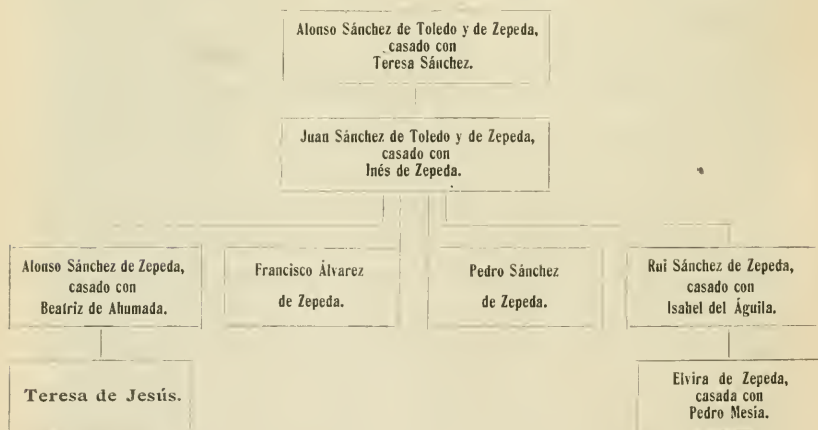 Alonso Sánchez de Toledo y de Zepeda,
casado con
Teresa Sánchez.
Juan Sánchez de Toledo y de Zepeda,
casado con
Inés de Zepeda.
Alonso Sánchez de Zepeda,
casado con
Beatriz de Ahumada.
Francisco Álvarez
de Zepeda.
Pedro Sánchez
de Zepeda.
Rui Sánchez de Zepeda,
casado con
Isabel del Águila.
Teresa de Jesús.
Elvira de Zepeda,
casada con
Pedro Mesia.